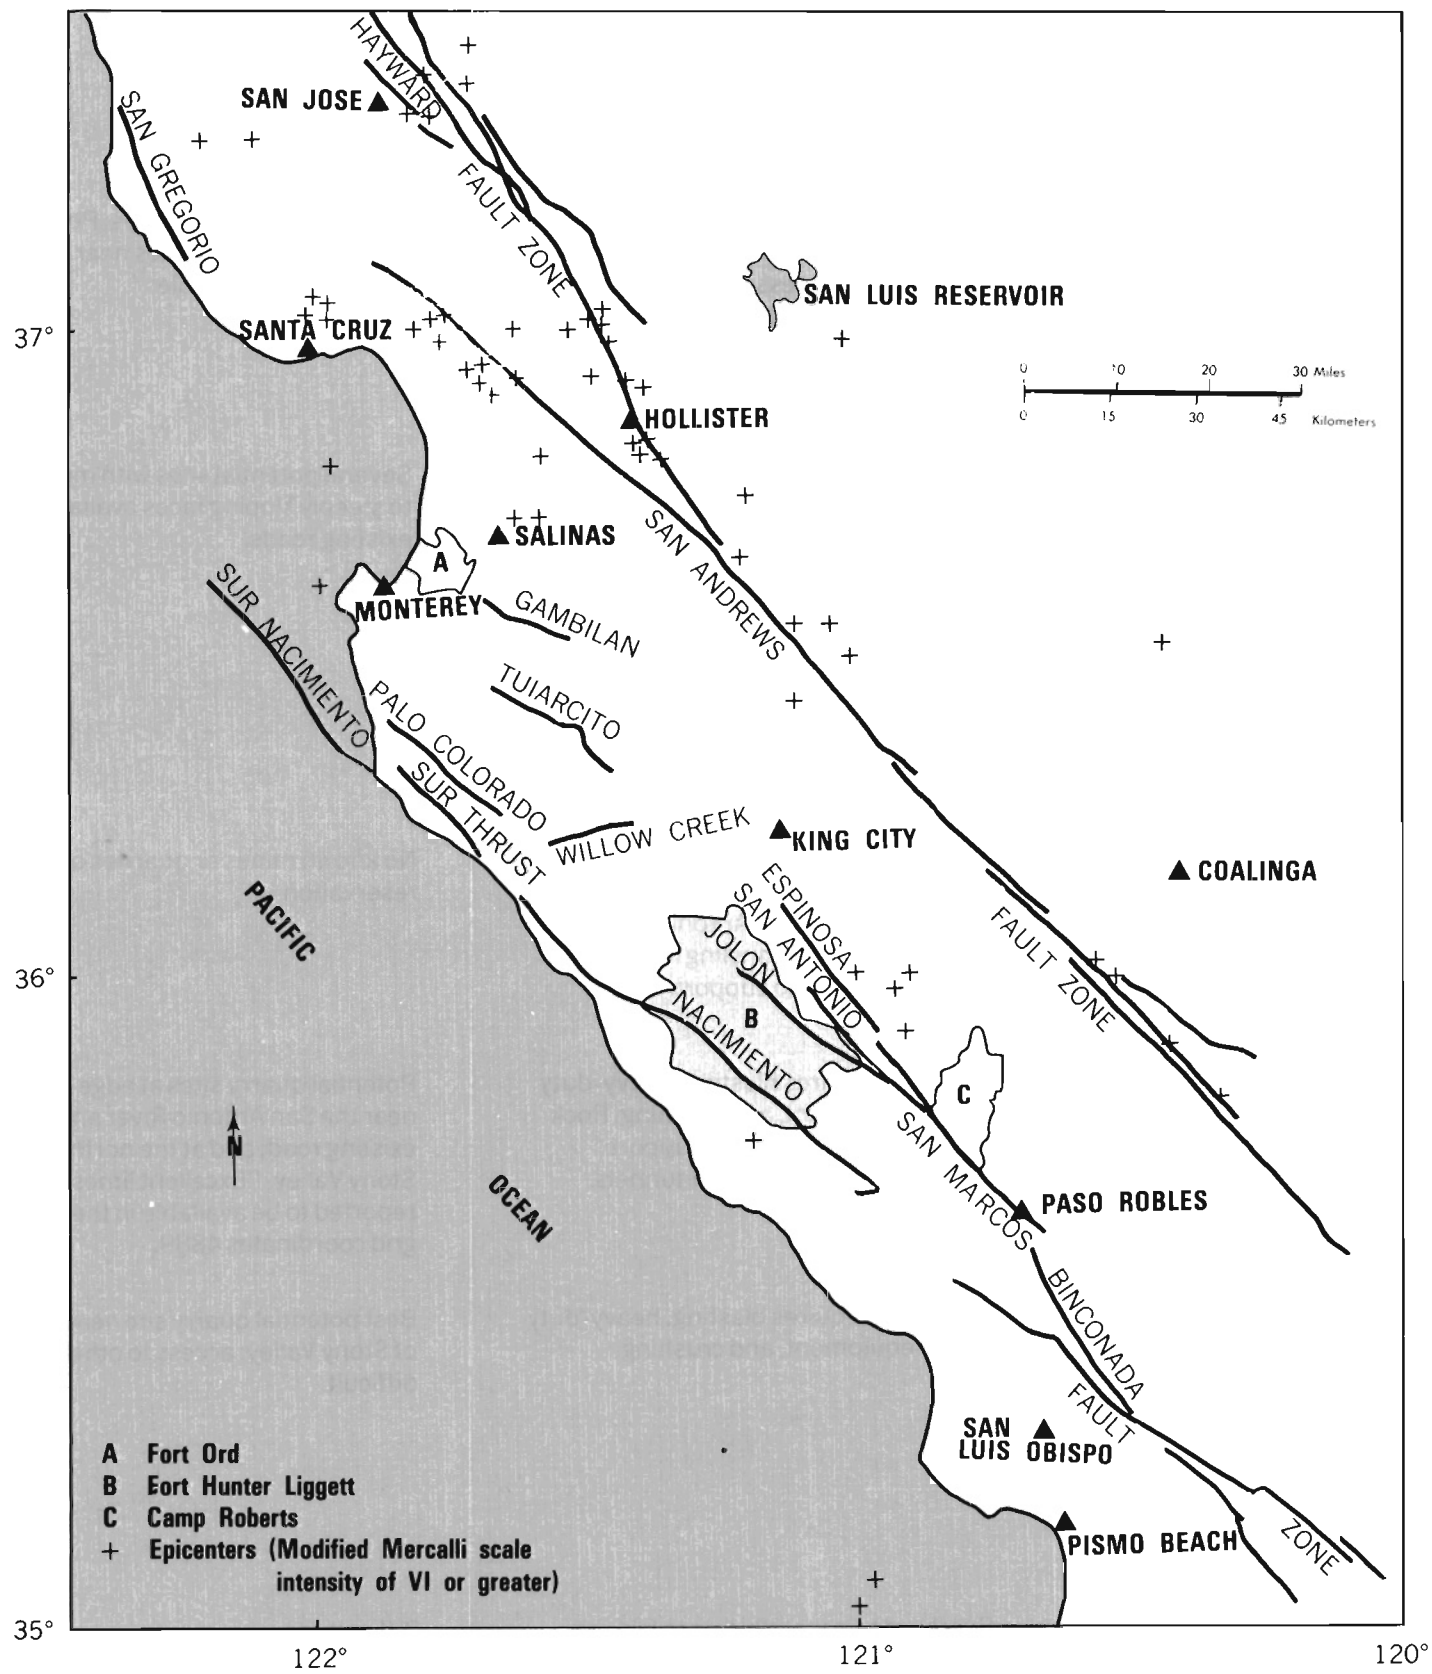 HAYWARD
SAN JOSE
SAN GREGORIO
FAULT ZONE
SAN LUIS RESERVOIR
37°
SANTA CRUZ
0 10 20 30 Miles
0 15 30 45 Kilometers
HOLLISTER
SAN ANDREWS
SALINAS
A
MONTEREY
GAMBILAN
SUR NACIMIENTO
TUIARCITO
PALO COLORADO
SUR THRUST
WILLOW CREEK
KING CITY
COALINGA
ESPINOSA
SAN ANTONIO
JOLON
PACIFIC
FAULT ZONE
36°
B
NACIMIENTO
C
N
SAN MARCOS
OCEAN
PASO ROBLES
BINCONADA
FAULT
SAN
LUIS OBISPO
A Fort Ord
B Eort Hunter Liggett
C Camp Roberts
+ Epicenters (Modified Mercalli scale
intensity of VI or greater)
PISMO BEACH
ZONE
35°
122°
121°
120°